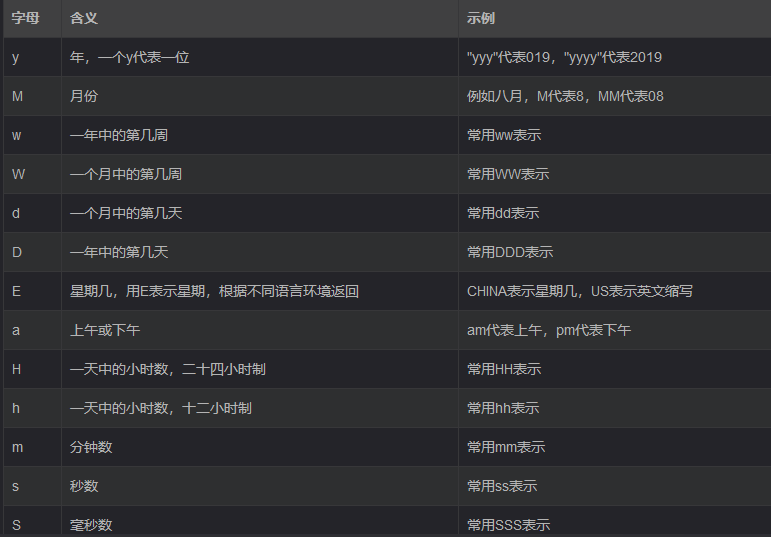 字母 含义 示例
y 年，一个y代表一位 "yyy"代表019，"yyyy"代表2019
M 月份 例如八月，M代表8，MM代表08
w 一年中的第几周 常用ww表示
W 一个月中的第几周 常用WW表示
d 一个月中的第几天 常用dd表示
D 一年中的第几天 常用DDD表示
E 星期几，用E表示星期，根据不同语言环境返回 CHINA表示星期几，US表示英文缩写
a 上午或下午 am代表上午，pm代表下午
H 一天中的小时数，二十四小时制 常用HH表示
h 一天中的小时数，十二小时制 常用hh表示
m 分钟数 常用mm表示
s 秒数 常用ss表示
S 毫秒数 常用SSS表示